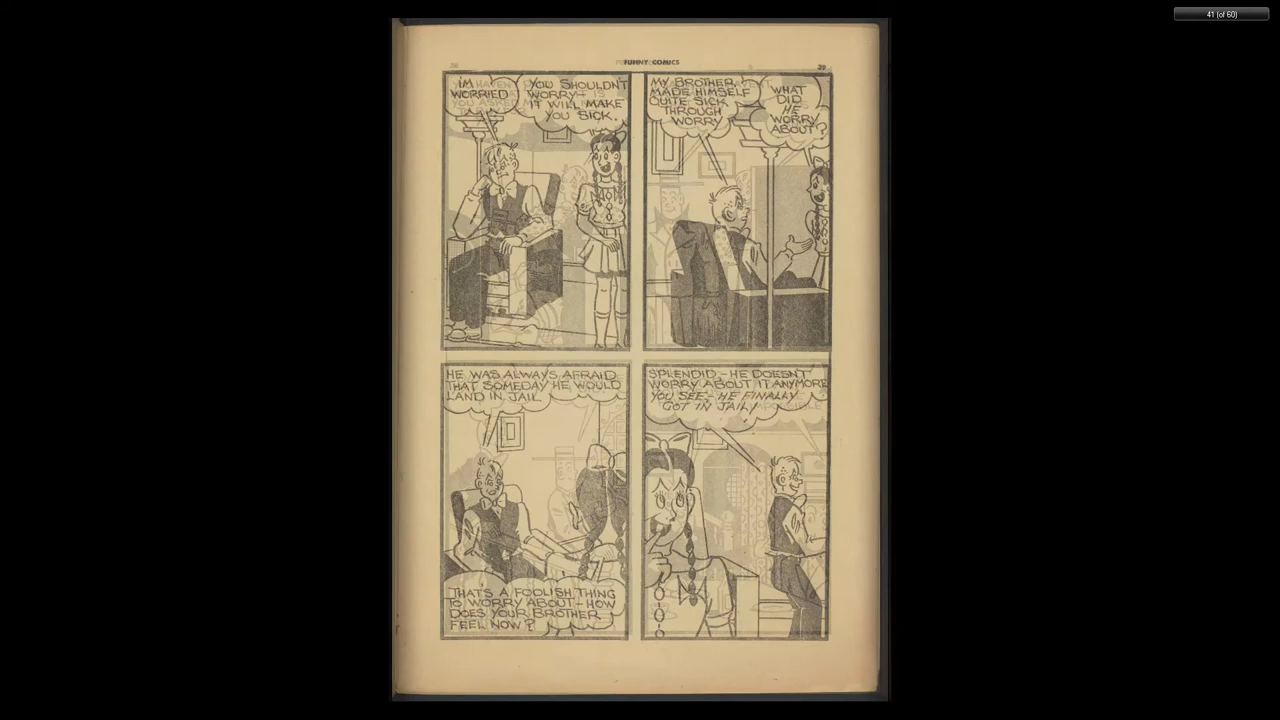 41 (of 60)
FUNNY COMICS
39
I'M
WORRIED
YOU SHOULDN'T
WORRY-
IT WILL MAKE
YOU SICK.
MY BROTHER
MADE HIMSELF
QUITE SICK
THROUGH
WORRY
WHAT
DID
HE
WORRY
ABOUT?
HE WAS ALWAYS AFRAID
THAT SOMEDAY HE WOULD
LAND IN JAIL
THAT'S A FOOLISH THING
TO WORRY ABOUT-HOW
DOES YOUR BROTHER
FEEL NOW?
SPLENDID,-HE DOESN'T
WORRY ABOUT IT ANYMORE
YOU SEE,-HE FINALLY
GOT IN JAIL!